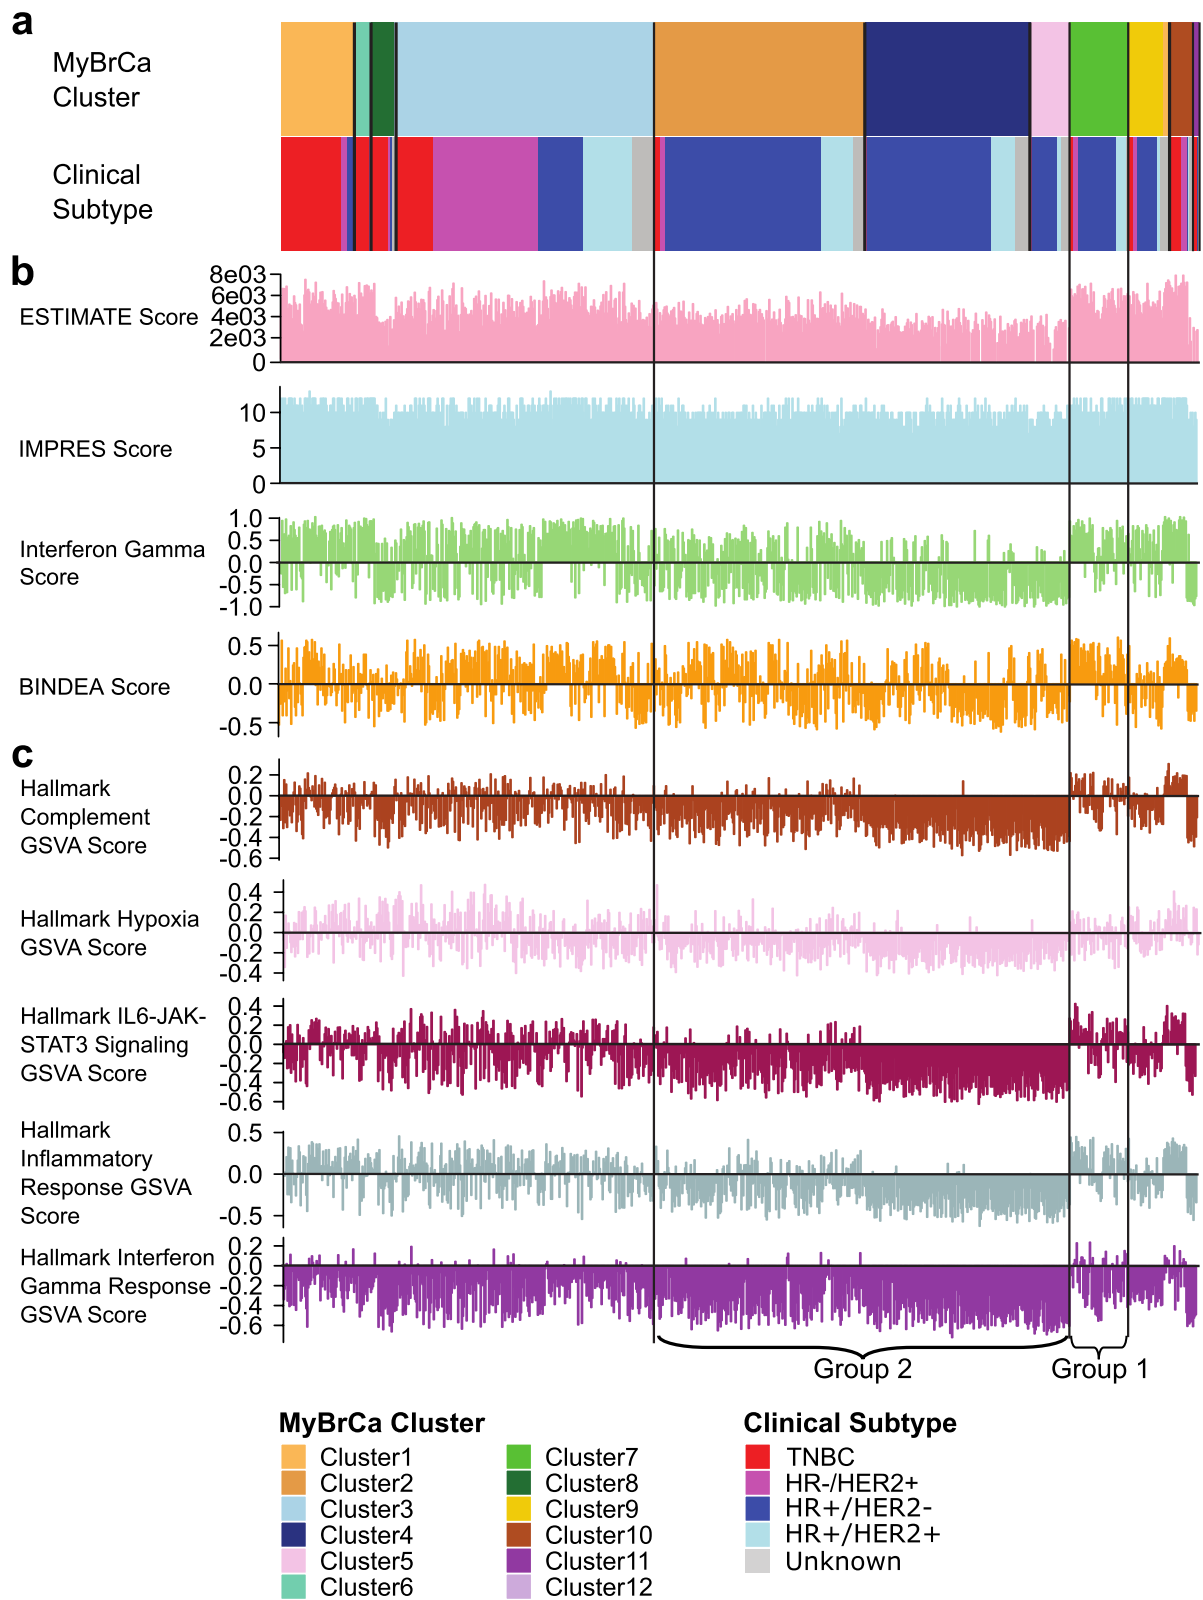 a
MyBrCa
Cluster
Clinical
Subtype
b
ESTIMATE Score
8e03
6e03
4e03
2e03
0
IMPRES Score
10
5
0
Interferon Gamma
Score
1.0
0.5
0.0
-0.5
-1.0
BINDEA Score
0.5
0.0
-0.5
c
Hallmark
Complement
GSVA Score
0.2
0.0
-0.2
-0.4
-0.6
Hallmark Hypoxia
GSVA Score
0.4
0.2
0.0
-0.2
-0.4
Hallmark IL6-JAK-
STAT3 Signaling
GSVA Score
0.4
0.2
0.0
-0.2
-0.4
-0.6
Hallmark
Inflammatory
Response GSVA
Score
0.5
0.0
-0.5
Hallmark Interferon
Gamma Response
GSVA Score
0.2
0.0
-0.2
-0.4
-0.6
Group 2
Group 1
MyBrCa Cluster
Cluster1
Cluster2
Cluster3
Cluster4
Cluster5
Cluster6
Cluster7
Cluster8
Cluster9
Cluster10
Cluster11
Cluster12
Clinical Subtype
TNBC
HR-/HER2+
HR+/HER2-
HR+/HER2+
Unknown